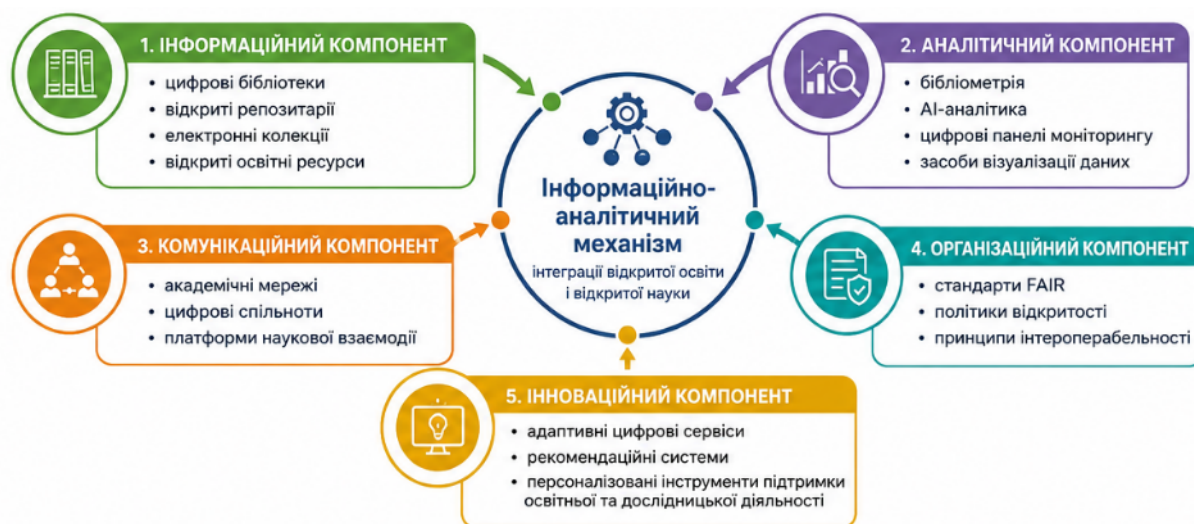 1. ІНФОРМАЦІЙНИЙ КОМПОНЕНТ
• цифрові бібліотеки
• відкриті репозитарії
• електронні колекції
• відкриті освітні ресурси
2. АНАЛІТИЧНИЙ КОМПОНЕНТ
• бібліометрія
• AI-аналітика
• цифрові панелі моніторингу
• засоби візуалізації даних
Інформаційно-
аналітичний
механізм
інтеграції відкритої освіти
і відкритої науки
3. КОМУНІКАЦІЙНИЙ КОМПОНЕНТ
• академічні мережі
• цифрові спільноти
• платформи наукової взаємодії
4. ОРГАНІЗАЦІЙНИЙ КОМПОНЕНТ
• стандарти FAIR
• політики відкритості
• принципи інтероперабельності
5. ІННОВАЦІЙНИЙ КОМПОНЕНТ
• адаптивні цифрові сервіси
• рекомендаційні системи
• персоналізовані інструменти підтримки
освітньої та дослідницької діяльності